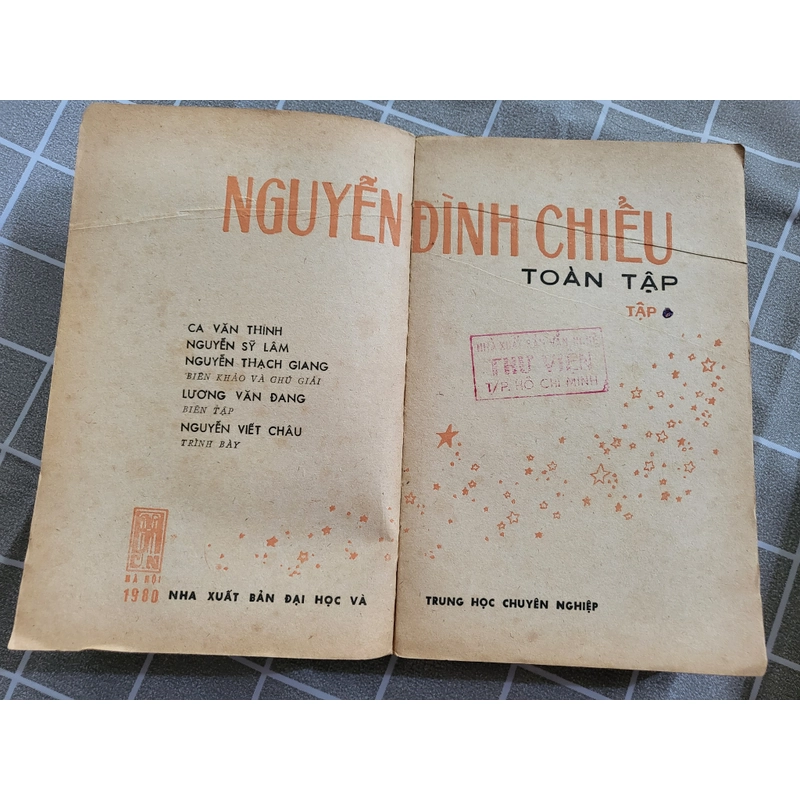 NGUYỄN ĐÌNH CHIỂU
TOÀN TẬP
TẬP
CA VĂN THỈNH
NGUYỄN SỸ LÂM
NGUYỄN THẠCH GIANG
BIÊN KHẢO VÀ CHÚ GIẢI
LƯƠNG VĂN ĐANG
BIÊN TẬP
NGUYỄN VIẾT CHÂU
TRÌNH BÀY
THƯ VIỆN
T/P. HỒ CHÍ MINH
HÀ NỘI
1980 NHA XUẤT BẢN ĐẠI HỌC VÀ TRUNG HỌC CHUYÊN NGHIỆP